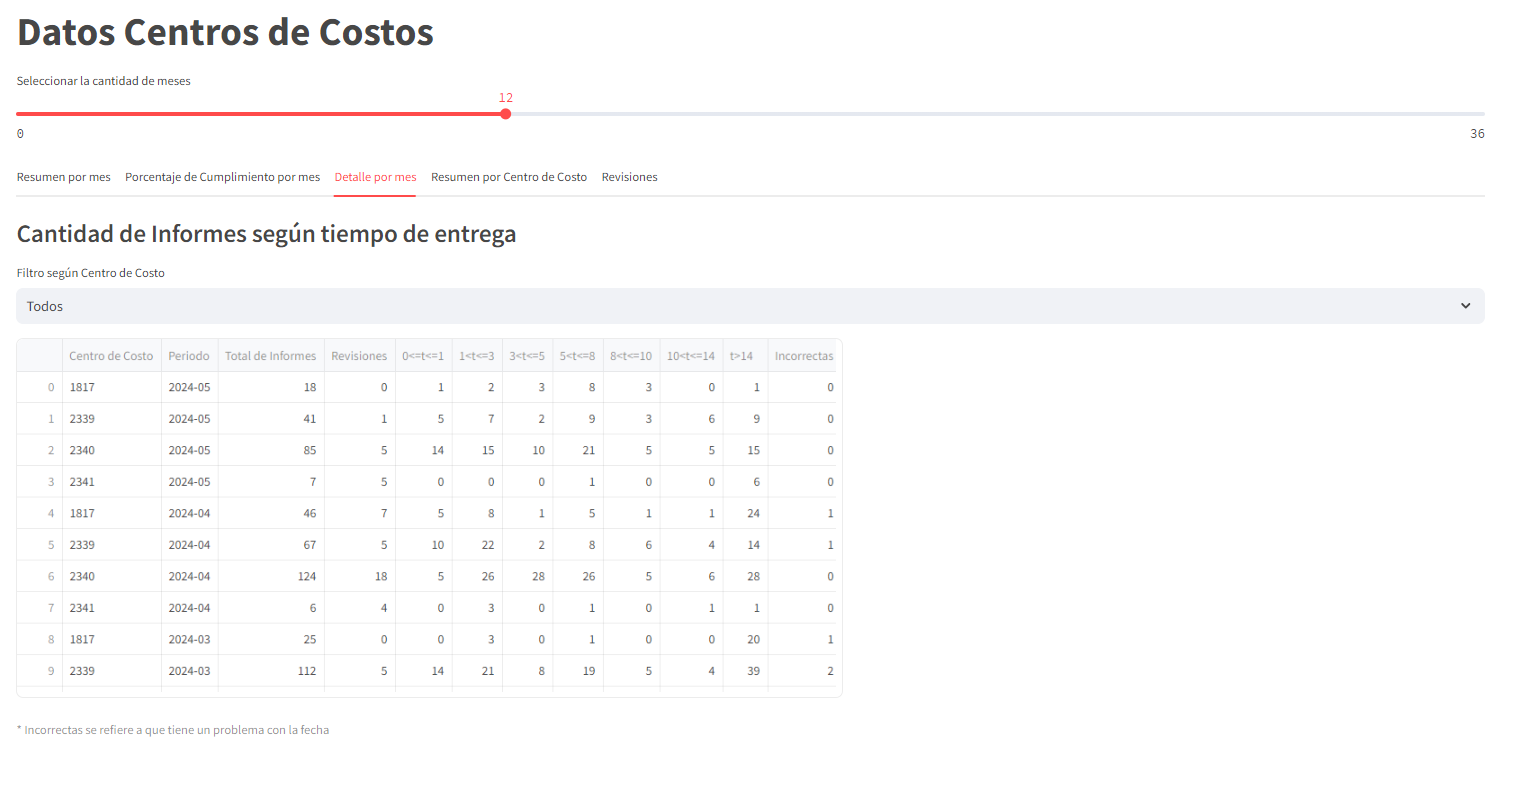 Datos Centros de Costos
Seleccionar la cantidad de meses
12
0 36
Resumen por mes Porcentaje de Cumplimiento por mes Detalle por mes Resumen por Centro de Costo Revisiones
Cantidad de Informes según tiempo de entrega
Filtro según Centro de Costo
Todos
Centro de Costo Periodo Total de Informes Revisiones 0<=t<=1 1<t<=3 3<t<=5 5<t<=8 8<t<=10 10<t<=14 t>14 Incorrectas
0 1817 2024-05 18 0 1 2 3 8 3 0 1 0
1 2339 2024-05 41 1 5 7 2 9 3 6 9 0
2 2340 2024-05 85 5 14 15 10 21 5 5 15 0
3 2341 2024-05 7 5 0 0 0 1 0 0 6 0
4 1817 2024-04 46 7 5 8 1 5 1 1 24 1
5 2339 2024-04 67 5 10 22 2 8 6 4 14 1
6 2340 2024-04 124 18 5 26 28 26 5 6 28 0
7 2341 2024-04 6 4 0 3 0 1 0 1 1 0
8 1817 2024-03 25 0 0 3 0 1 0 0 20 1
9 2339 2024-03 112 5 14 21 8 19 5 4 39 2
* Incorrectas se refiere a que tiene un problema con la fecha